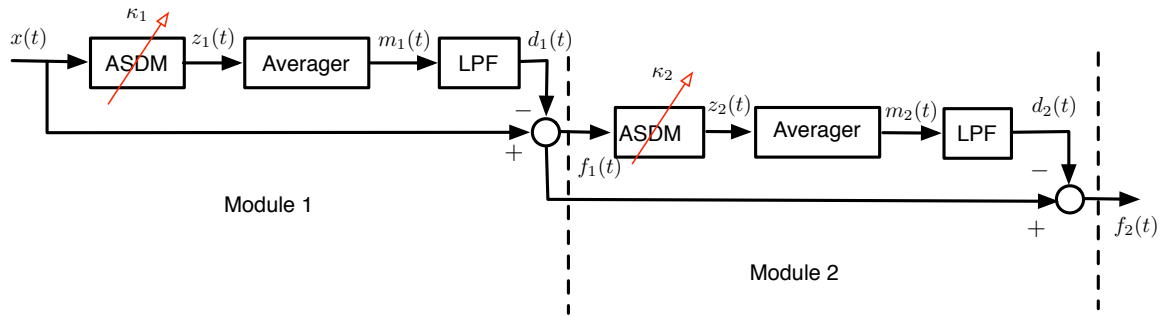 κ₁
x(t)
z₁(t)
m₁(t)
d₁(t)
ASDM
Averager
LPF
−
+
κ₂
z₂(t)
m₂(t)
d₂(t)
ASDM
Averager
LPF
f₁(t)
−
+
f₂(t)
Module 1
Module 2